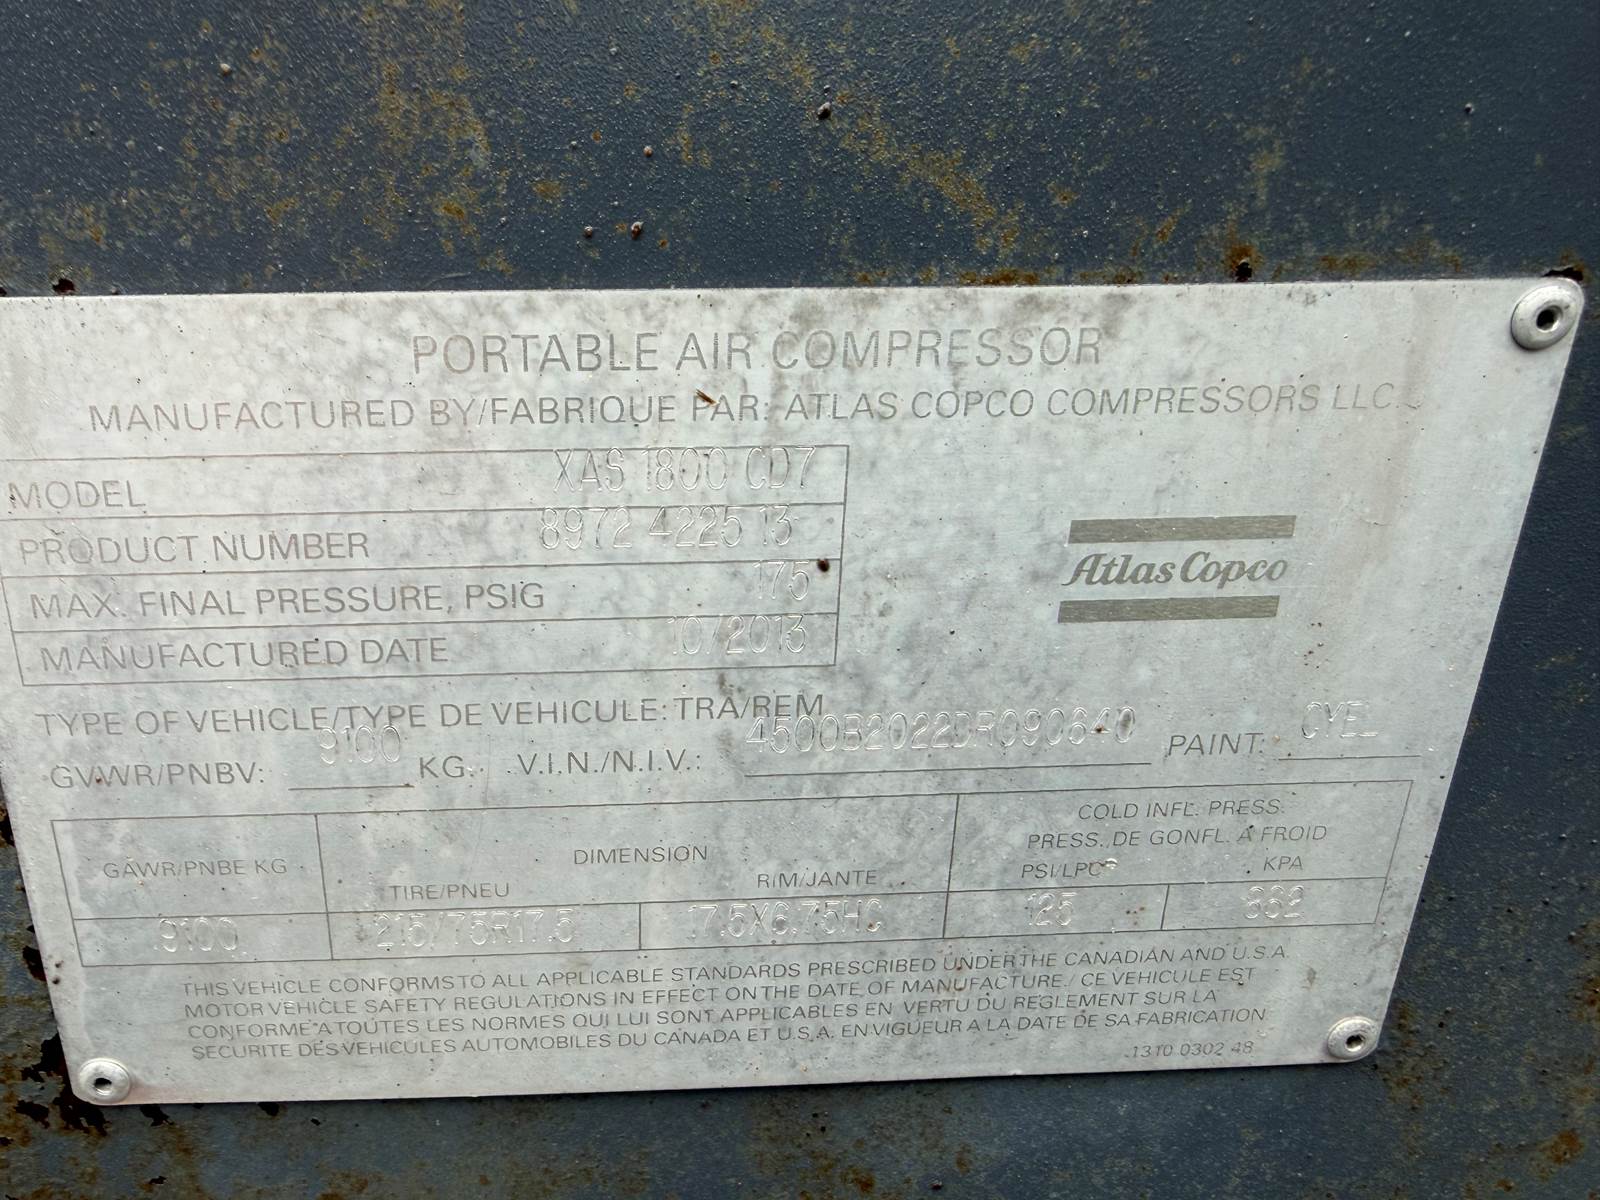 PORTABLE AIR COMPRESSOR
MANUFACTURED BY/FABRIQUE PAR: ATLAS COPCO COMPRESSORS LLC.
MODEL XAS 1800 CD7
PRODUCT NUMBER 8972 4225 13
MAX. FINAL PRESSURE, PSIG 175
MANUFACTURED DATE 10/2013
Atlas Copco
TYPE OF VEHICLE/TYPE DE VEHICULE: TRA/REM
GVWR/PNBV: 9100 KG. V.I.N./N.I.V.: 4500B2022DR090640 PAINT: CYEL
GAWR/PNBE KG DIMENSION COLD INFL. PRESS.
PRESS. DE GONFL. A FROID
TIRE/PNEU RIM/JANTE PSI/LPC² KPA
9100 215/75R17.5 17.5X6.75HC 125 862
THIS VEHICLE CONFORMS TO ALL APPLICABLE STANDARDS PRESCRIBED UNDER THE CANADIAN AND U.S.A.
MOTOR VEHICLE SAFETY REGULATIONS IN EFFECT ON THE DATE OF MANUFACTURE./ CE VEHICULE EST
CONFORME A TOUTES LES NORMES QUI LUI SONT APPLICABLES EN VERTU DU REGLEMENT SUR LA
SECURITE DES VEHICULES AUTOMOBILES DU CANADA ET U.S.A. EN VIGUEUR A LA DATE DE SA FABRICATION
1310 0302 48